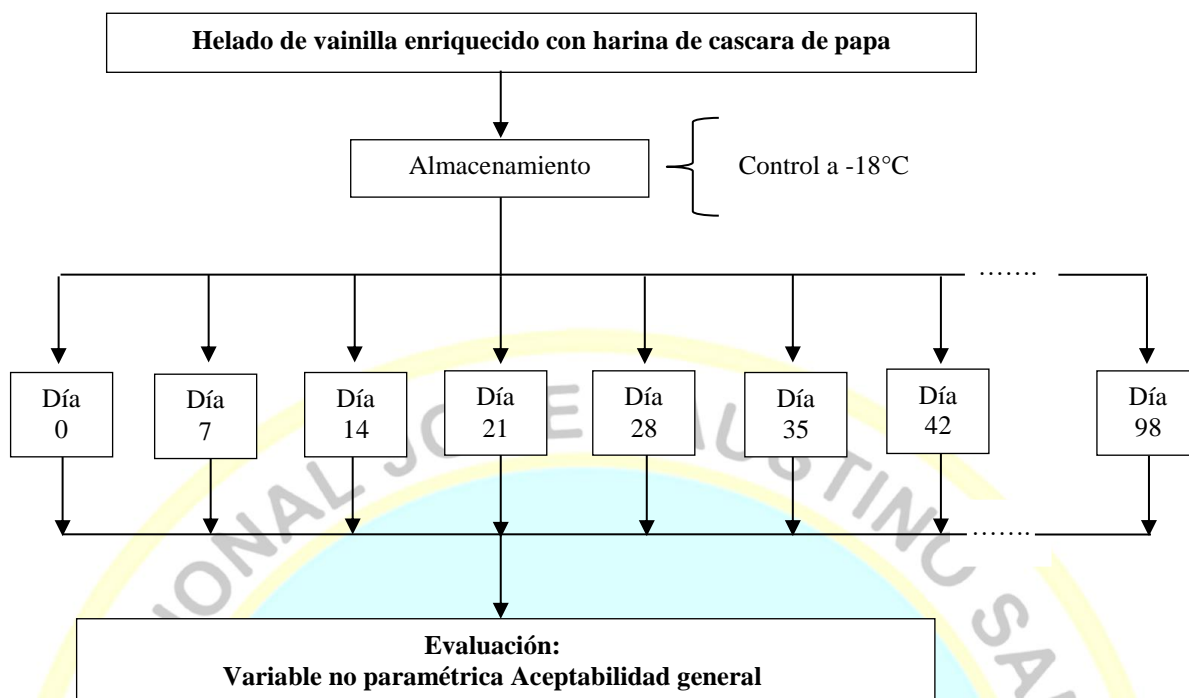 Helado de vainilla enriquecido con harina de cascara de papa
Almacenamiento
Control a -18°C
.......
Día
0
Día
7
Día
14
Día
21
Día
28
Día
35
Día
42
Día
98
.......
Evaluación:
Variable no paramétrica Aceptabilidad general